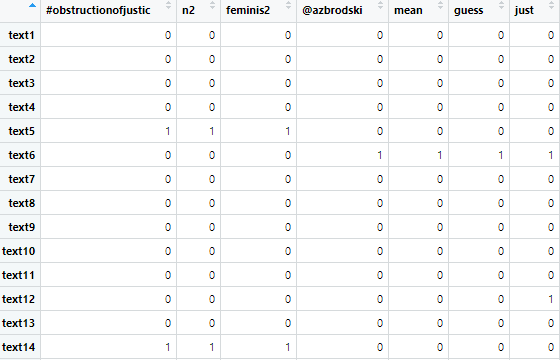 #obstructionofjustic n2 feminis2 @azbrodski mean guess just
text1 0 0 0 0 0 0 0
text2 0 0 0 0 0 0 0
text3 0 0 0 0 0 0 0
text4 0 0 0 0 0 0 0
text5 1 1 1 0 0 0 0
text6 0 0 0 1 1 1 1
text7 0 0 0 0 0 0 0
text8 0 0 0 0 0 0 0
text9 0 0 0 0 0 0 0
text10 0 0 0 0 0 0 0
text11 0 0 0 0 0 0 0
text12 0 0 0 0 0 0 1
text13 0 0 0 0 0 0 0
text14 1 1 1 0 0 0 0